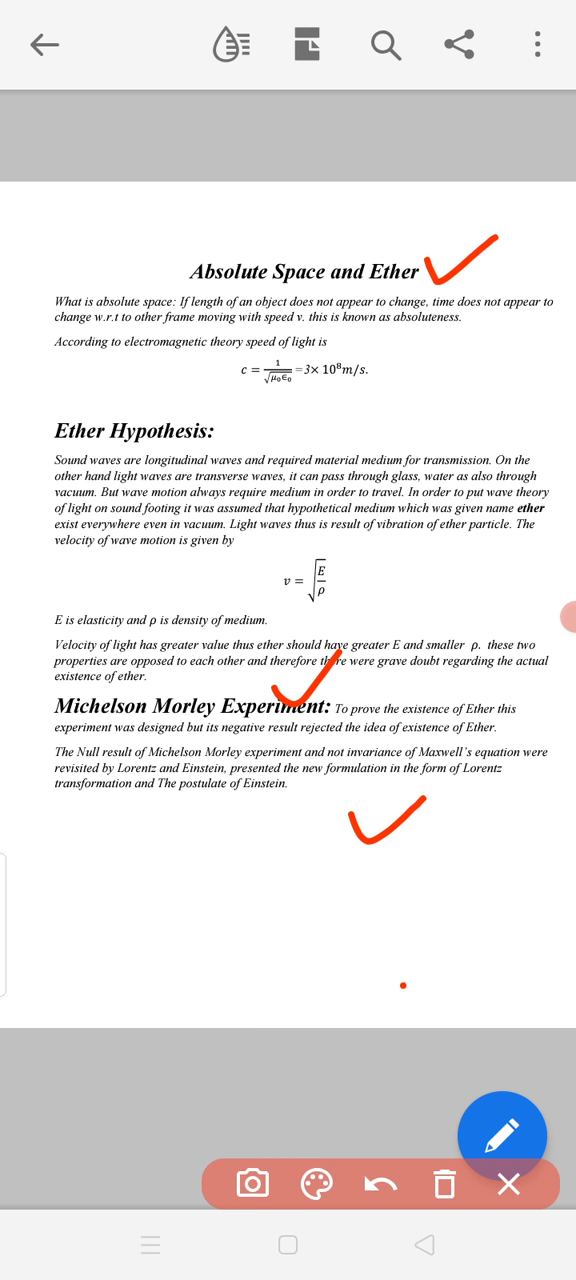 Absolute Space and Ether
What is absolute space: If length of an object does not appear to change, time does not appear to
change w.r.t to other frame moving with speed v. this is known as absoluteness.
According to electromagnetic theory speed of light is
c = 1/√μ₀∈₀ = 3× 10⁸m/s.
Ether Hypothesis:
Sound waves are longitudinal waves and required material medium for transmission. On the
other hand light waves are transverse waves, it can pass through glass, water as also through
vacuum. But wave motion always require medium in order to travel. In order to put wave theory
of light on sound footing it was assumed that hypothetical medium which was given name ether
exist everywhere even in vacuum. Light waves thus is result of vibration of ether particle. The
velocity of wave motion is given by
v = √E/ρ
E is elasticity and ρ is density of medium.
Velocity of light has greater value thus ether should have greater E and smaller ρ. these two
properties are opposed to each other and therefore there were grave doubt regarding the actual
existence of ether.
Michelson Morley Experiment: To prove the existence of Ether this
experiment was designed but its negative result rejected the idea of existence of Ether.
The Null result of Michelson Morley experiment and not invariance of Maxwell's equation were
revisited by Lorentz and Einstein, presented the new formulation in the form of Lorentz
transformation and The postulate of Einstein.